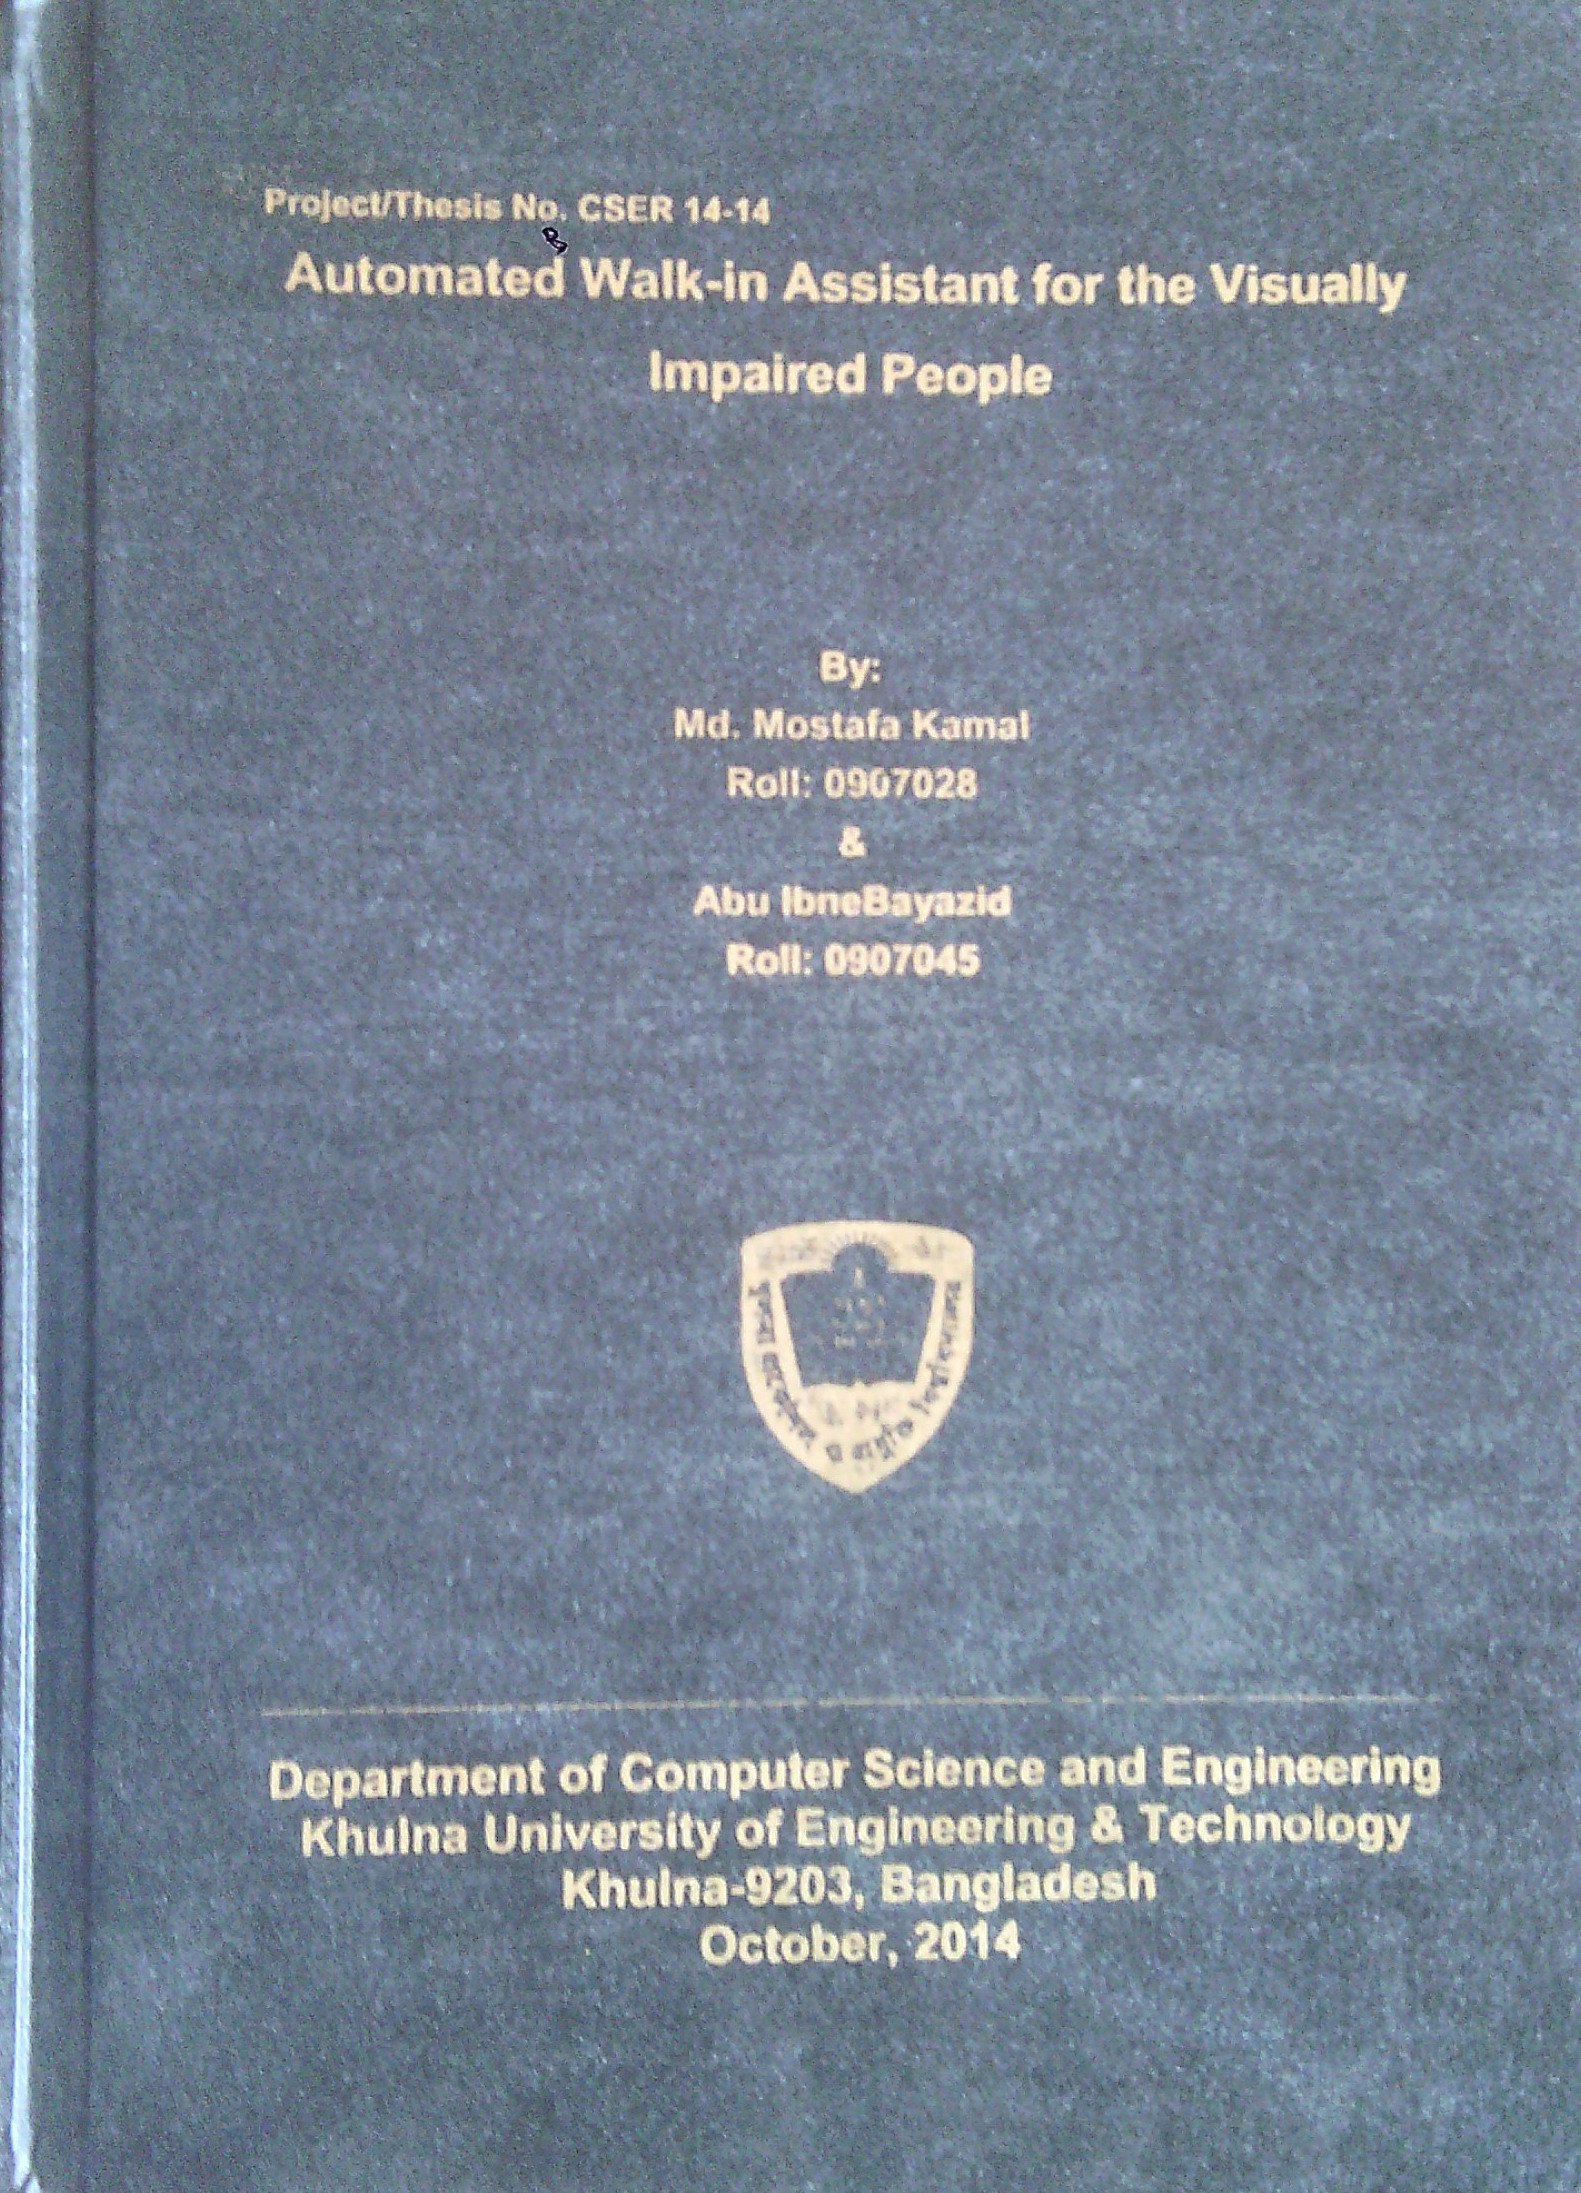 Project/Thesis No. CSER 14-14
Automated Walk-in Assistant for the Visually
Impaired People
By:
Md. Mostafa Kamal
Roll: 0907028
&
Abu IbneBayazid
Roll: 0907045
Department of Computer Science and Engineering
Khulna University of Engineering & Technology
Khulna-9203, Bangladesh
October, 2014